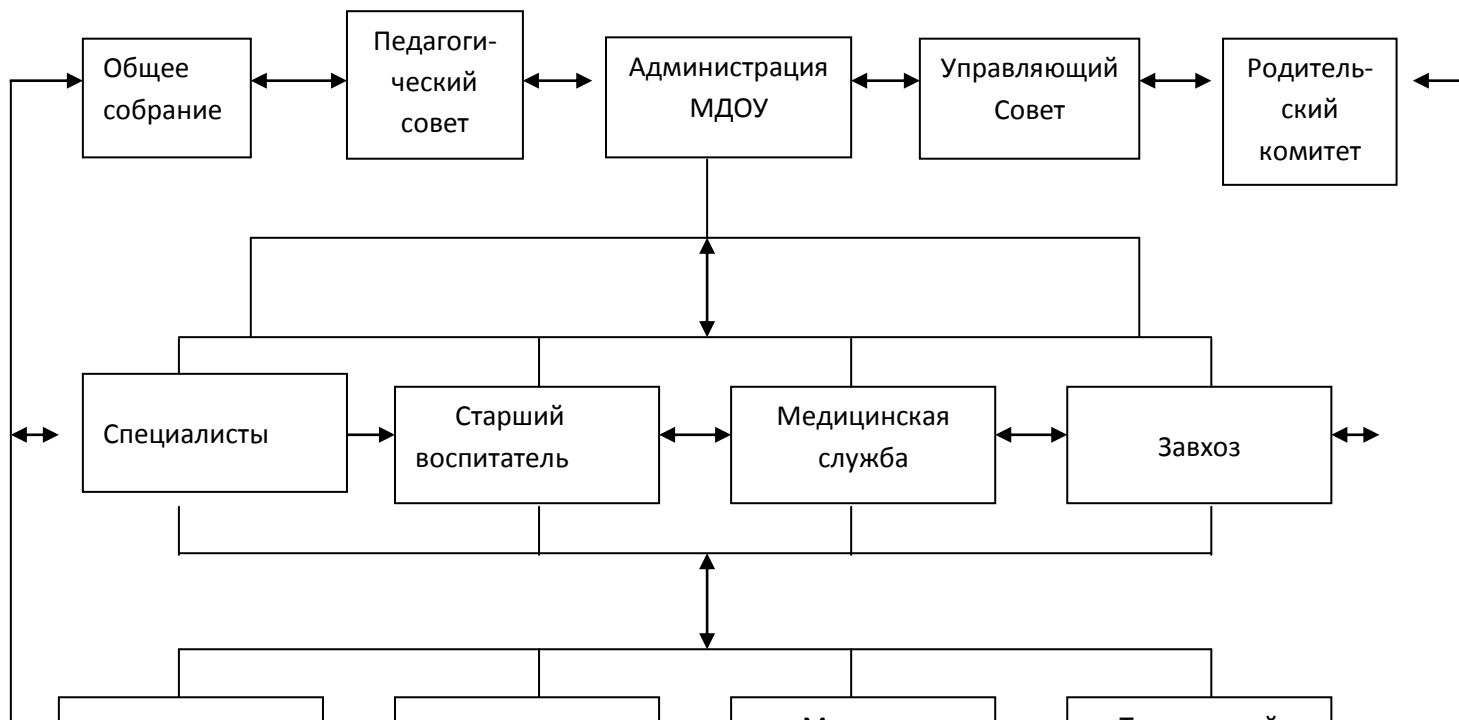 Общее
собрание
Педагоги-
ческий
совет
Администрация
МДОУ
Управляющий
Совет
Родитель-
ский
комитет
Специалисты
Старший
воспитатель
Медицинская
служба
Завхоз